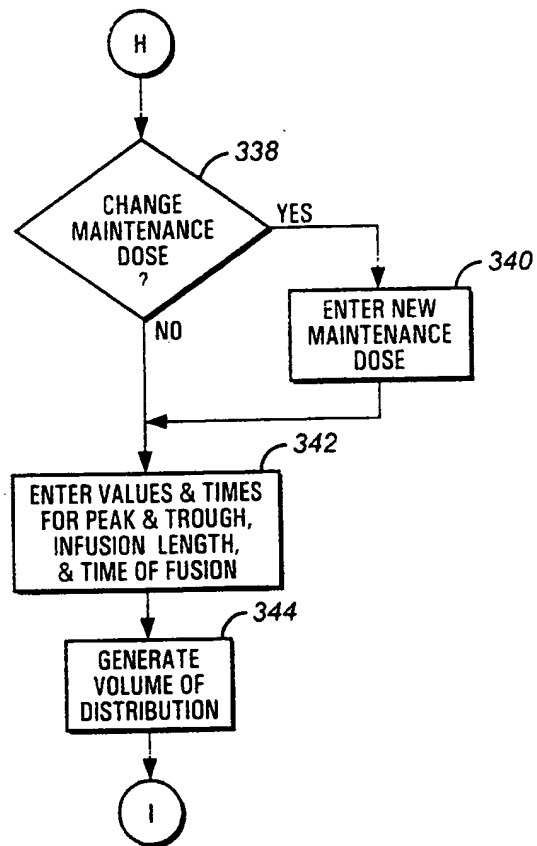 H
338
CHANGE
MAINTENANCE
DOSE
?
YES
340
ENTER NEW
MAINTENANCE
DOSE
NO
342
ENTER VALUES & TIMES
FOR PEAK & TROUGH,
INFUSION LENGTH,
& TIME OF FUSION
344
GENERATE
VOLUME OF
DISTRIBUTION
I